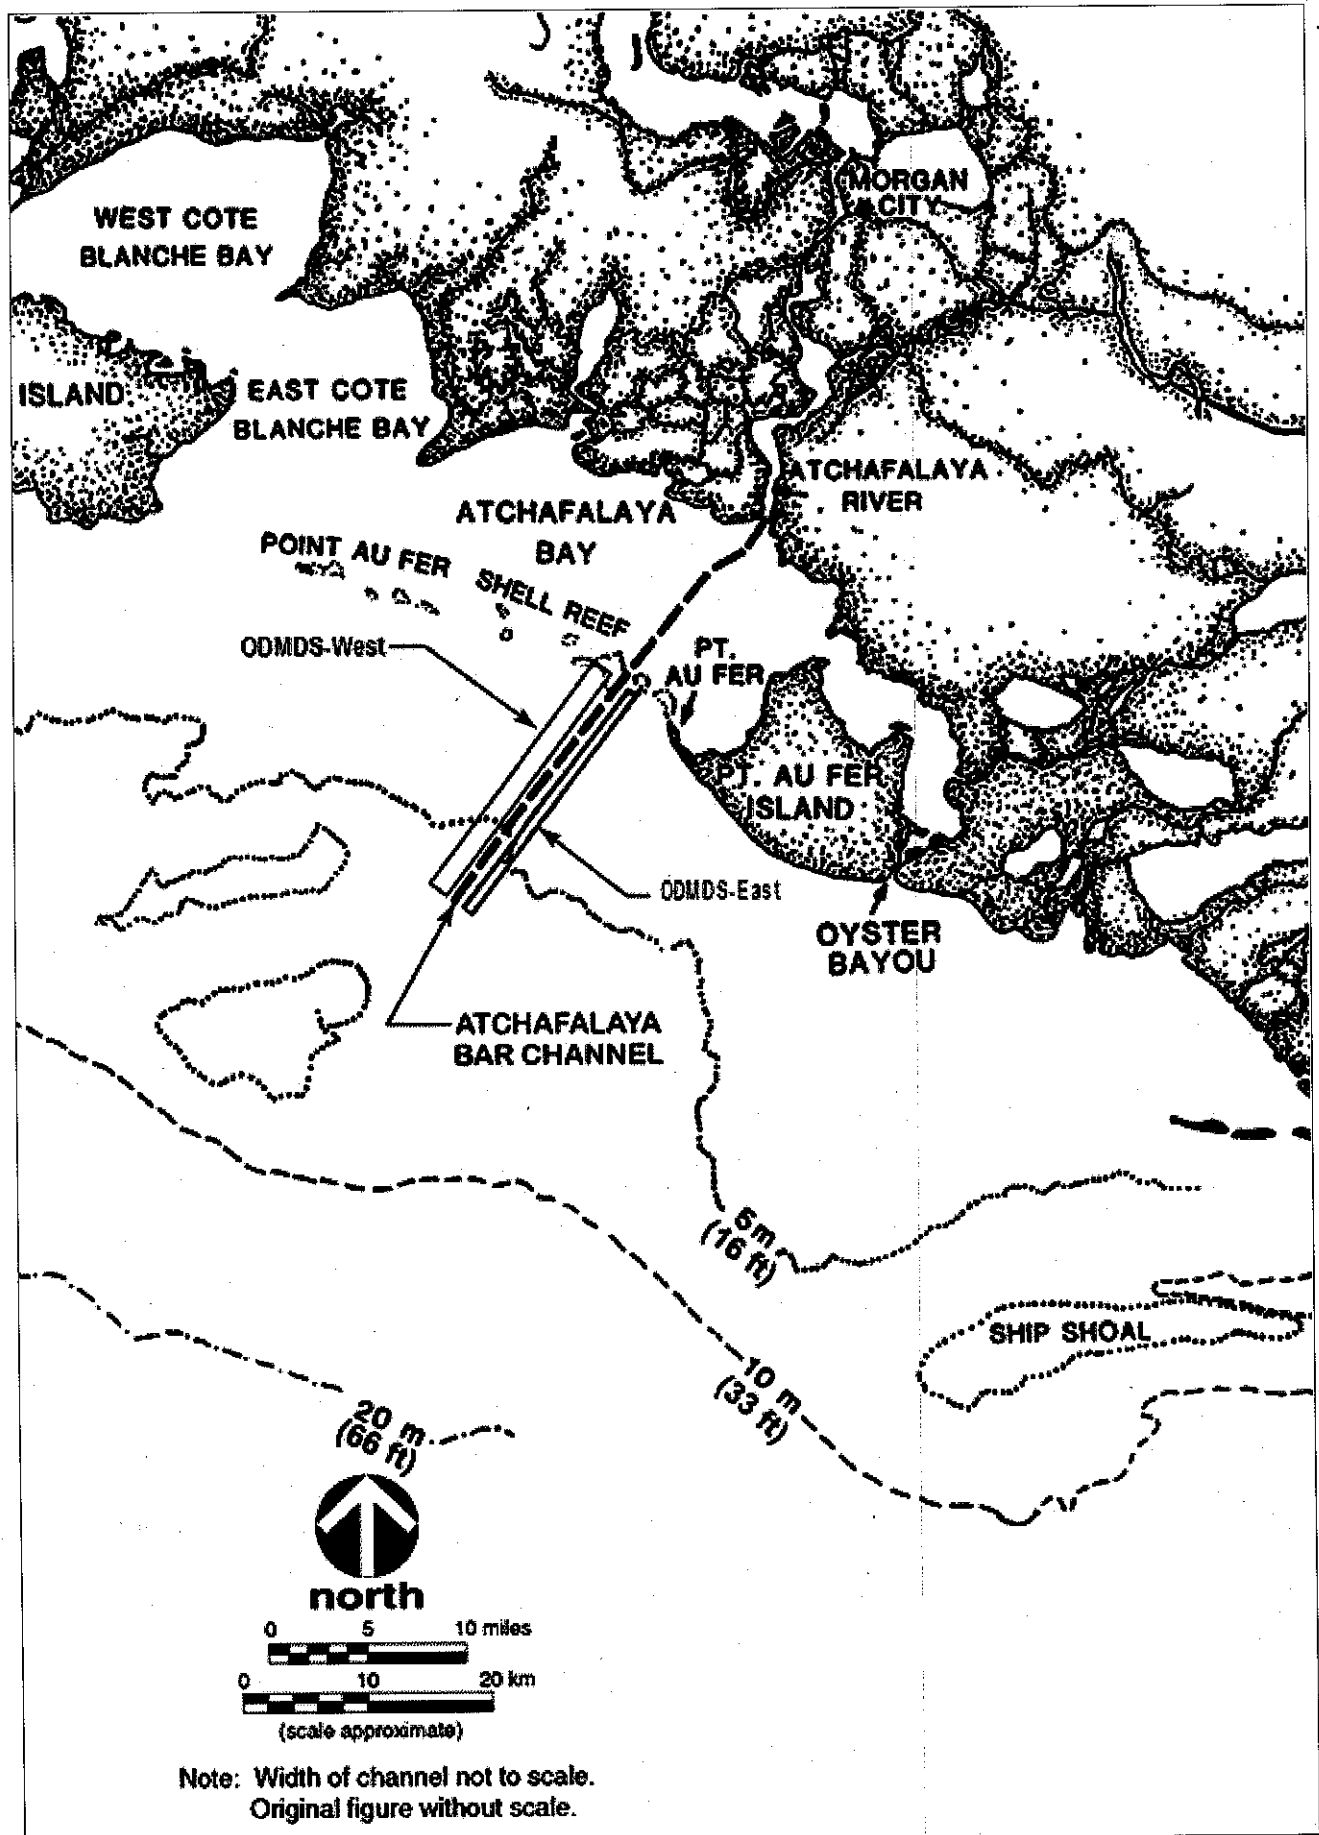 MORGAN
CITY
WEST COTE
BLANCHE BAY
ISLAND
EAST COTE
BLANCHE BAY
ATCHAFALAYA
RIVER
ATCHAFALAYA
BAY
POINT AU FER SHELL REEF
ODMDS-West
PT.
AU FER
PT. AU FER
ISLAND
ODMDS-East
OYSTER
BAYOU
ATCHAFALAYA
BAR CHANNEL
5m
(16 ft)
SHIP SHOAL
10 m
(33 ft)
20 m
(66 ft)
north
0 5 10 miles
0 10 20 km
(scale approximate)
Note: Width of channel not to scale.
Original figure without scale.